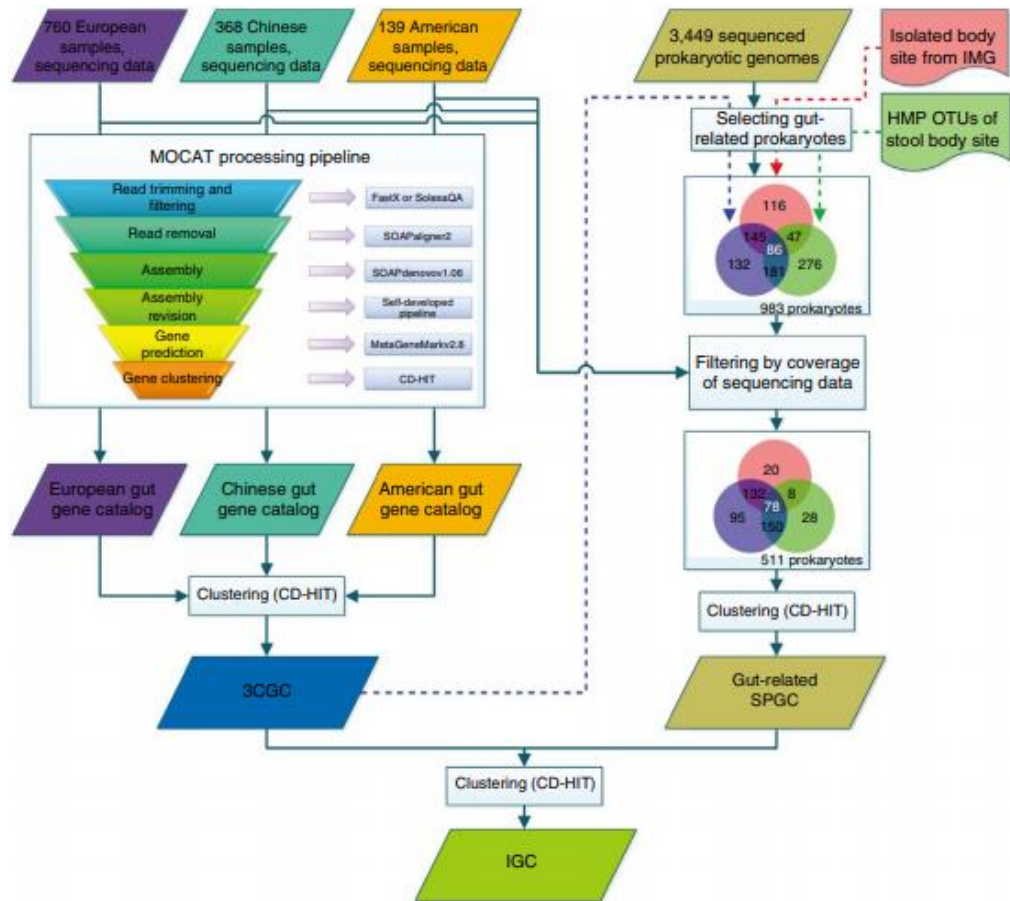 760 European
samples,
sequencing data
368 Chinese
samples,
sequencing data
139 American
samples,
sequencing data
3,449 sequenced
prokaryotic genomes
Isolated body
site from IMG
Selecting gut-
related prokaryotes
HMP OTUs of
stool body site
MOCAT processing pipeline
Read trimming and
filtering
FastX or SolexaQA
Read removal
SOAPaligner2
Assembly
SOAPdenovov1.06
Assembly
revision
Self-developed
pipeline
Gene
prediction
MetaGeneMarkv2.8
Gene clustering
CD-HIT
116
145
47
86
132
181
276
983 prokaryotes
Filtering by coverage
of sequencing data
20
132
8
78
95
150
28
511 prokaryotes
European gut
gene catalog
Chinese gut
gene catalog
American gut
gene catalog
Clustering (CD-HIT)
Clustering (CD-HIT)
3CGC
Gut-related
SPGC
Clustering (CD-HIT)
IGC